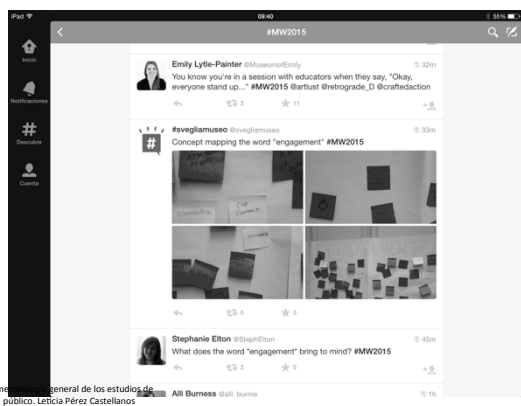 iPad
09:40
55%
#MW2015
Inicio
Notificaciones
Descubre
Cuenta
Emily Lytle-Painter @MuseumofEmily 32m
You know you're in a session with educators when they say, "Okay,
everyone stand up..." #MW2015 @artlust @retrograde_D @craftedaction
3 11
#svegliamuseo @svegliamuseo 33m
Concept mapping the word "engagement" #MW2015
5 5
Stephanie Elton @StephElton 45m
What does the word "engagement" bring to mind? #MW2015
3 5
Alli Burness @alli_burnie 1h
general de los estudios de
público. Leticia Pérez Castellanos